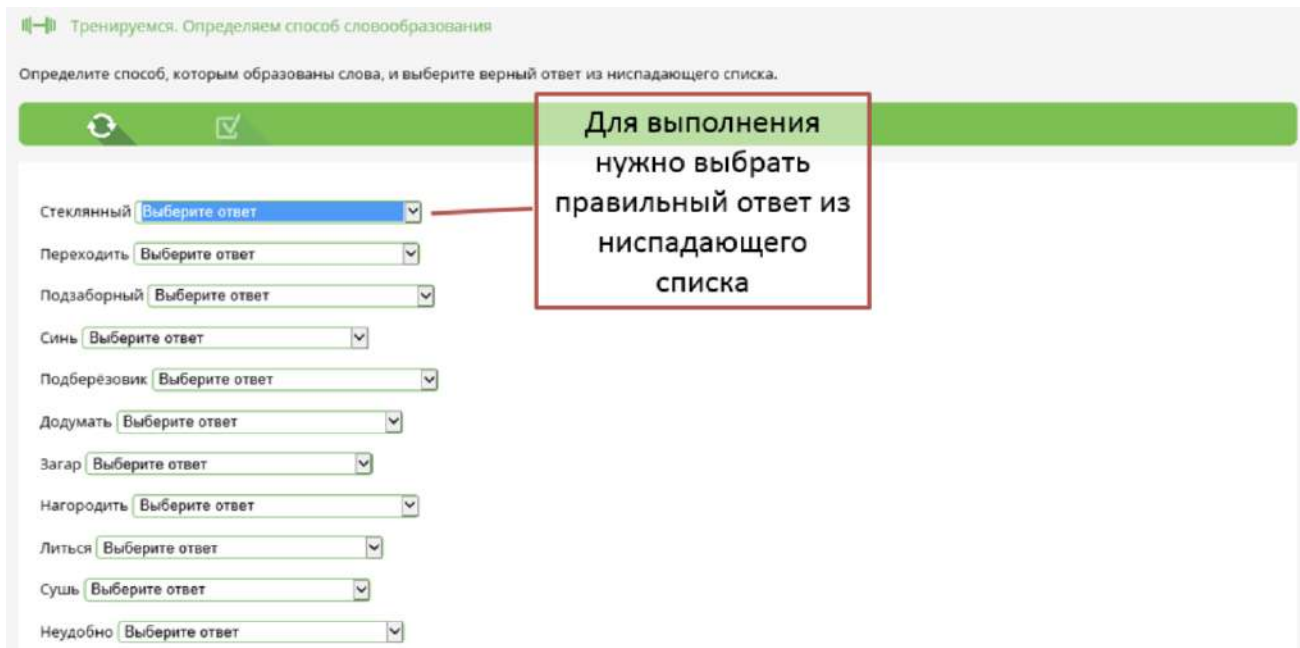 Тренируемся. Определяем способ словообразования
Определите способ, которым образованы слова, и выберите верный ответ из ниспадающего списка.
Для выполнения
нужно выбрать
правильный ответ из
ниспадающего
списка
Стеклянный Выберите ответ
Переходить Выберите ответ
Подзаборный Выберите ответ
Синь Выберите ответ
Подберёзовик Выберите ответ
Додумать Выберите ответ
Загар Выберите ответ
Нагородить Выберите ответ
Литься Выберите ответ
Сушь Выберите ответ
Неудобно Выберите ответ